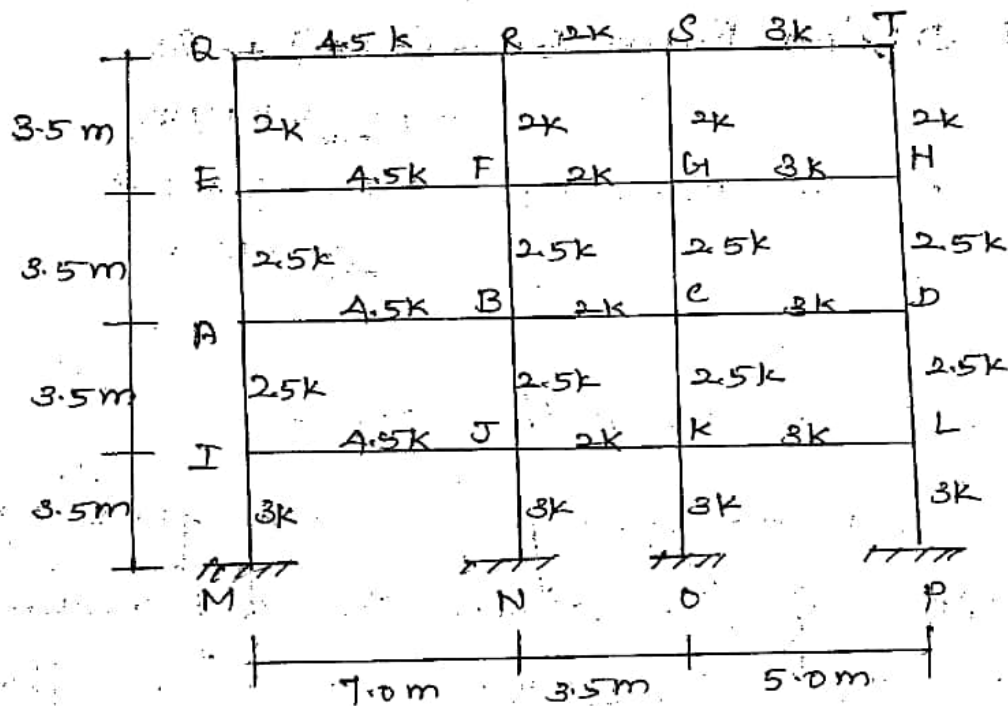 Q 4.5k R 2k S 3k T
3.5m 2k 2k 2k 2k
E 4.5k F 2k G 3k H
3.5m 2.5k 2.5k 2.5k 2.5k
A 4.5k B 2k C 3k D
3.5m 2.5k 2.5k 2.5k 2.5k
I 4.5k J 2k K 3k L
3.5m 3k 3k 3k 3k
M N O P
7.0m 3.5m 5.0m